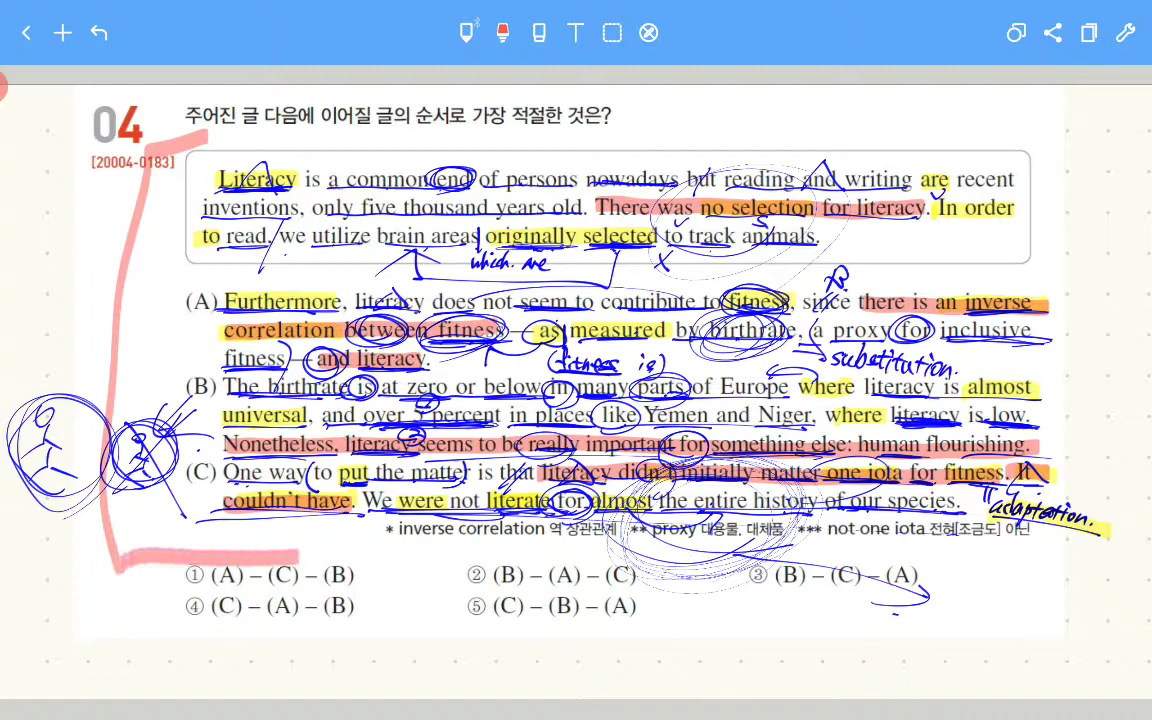 04 주어진 글 다음에 이어질 글의 순서로 가장 적절한 것은?
[20004-0183]
Literacy is a common end of persons nowadays but reading and writing are recent
inventions, only five thousand years old. There was no selection for literacy. In order
to read, we utilize brain areas originally selected to track animals.
which are
(A) Furthermore, literacy does not seem to contribute to fitness, since there is an inverse
correlation between fitness — as measured by birthrate, a proxy for inclusive
fitness — and literacy.
(fitness is)
substitution.
(B) The birthrate is at zero or below in many parts of Europe where literacy is almost
universal, and over 5 percent in places like Yemen and Niger, where literacy is low.
Nonetheless, literacy seems to be really important for something else: human flourishing.
(C) One way to put the matter is that literacy didn't initially matter one iota for fitness. It
couldn't have. We were not literate for almost the entire history of our species.
adaptation.
* inverse correlation 역 상관관계 ** proxy 대용물, 대체품 *** not one iota 전혀[조금도] 아닌
① (A) – (C) – (B) ② (B) – (A) – (C) ③ (B) – (C) – (A)
④ (C) – (A) – (B) ⑤ (C) – (B) – (A)